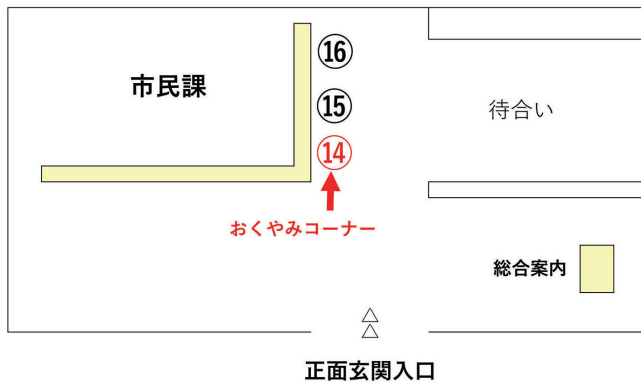 ⑯
市民課
⑮
待合い
⑭
おくやみコーナー
総合案内
正面玄関入口